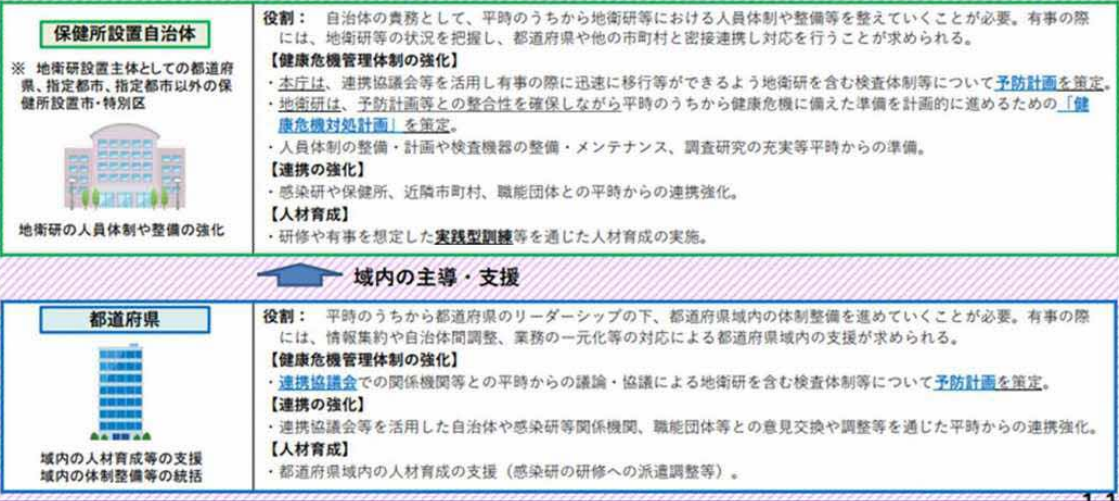 保健所設置自治体
※ 地衛研設置主体としての都道府
県、指定都市、指定都市以外の保
健所設置市・特別区
地衛研の人員体制や整備の強化
役割： 自治体の責務として、平時のうちから地衛研等における人員体制や整備等を整えていくことが必要。有事の際
には、地衛研等の状況を把握し、都道府県や他の市町村と密接連携し対応を行うことが求められる。
【健康危機管理体制の強化】
・本庁は、連携協議会等を活用し有事の際に迅速に移行等ができるよう地衛研を含む検査体制等について予防計画を策定。
・地衛研は、予防計画等との整合性を確保しながら平時のうちから健康危機に備えた準備を計画的に進めるための「健
康危機対処計画」を策定。
・人員体制の整備・計画や検査機器の整備・メンテナンス、調査研究の充実等平時からの準備。
【連携の強化】
・感染研や保健所、近隣市町村、職能団体との平時からの連携強化。
【人材育成】
・研修や有事を想定した実践型訓練等を通じた人材育成の実施。
域内の主導・支援
都道府県
域内の人材育成等の支援
域内の体制整備等の統括
役割： 平時のうちから都道府県のリーダーシップの下、都道府県域内の体制整備を進めていくことが必要。有事の際
には、情報集約や自治体間調整、業務の一元化等の対応による都道府県域内の支援が求められる。
【健康危機管理体制の強化】
・連携協議会での関係機関等との平時からの議論・協議による地衛研を含む検査体制等について予防計画を策定。
【連携の強化】
・連携協議会等を活用した自治体や感染研等関係機関、職能団体等との意見交換や調整等を通じた平時からの連携強化。
【人材育成】
・都道府県域内の人材育成の支援（感染研の研修への派遣調整等）。